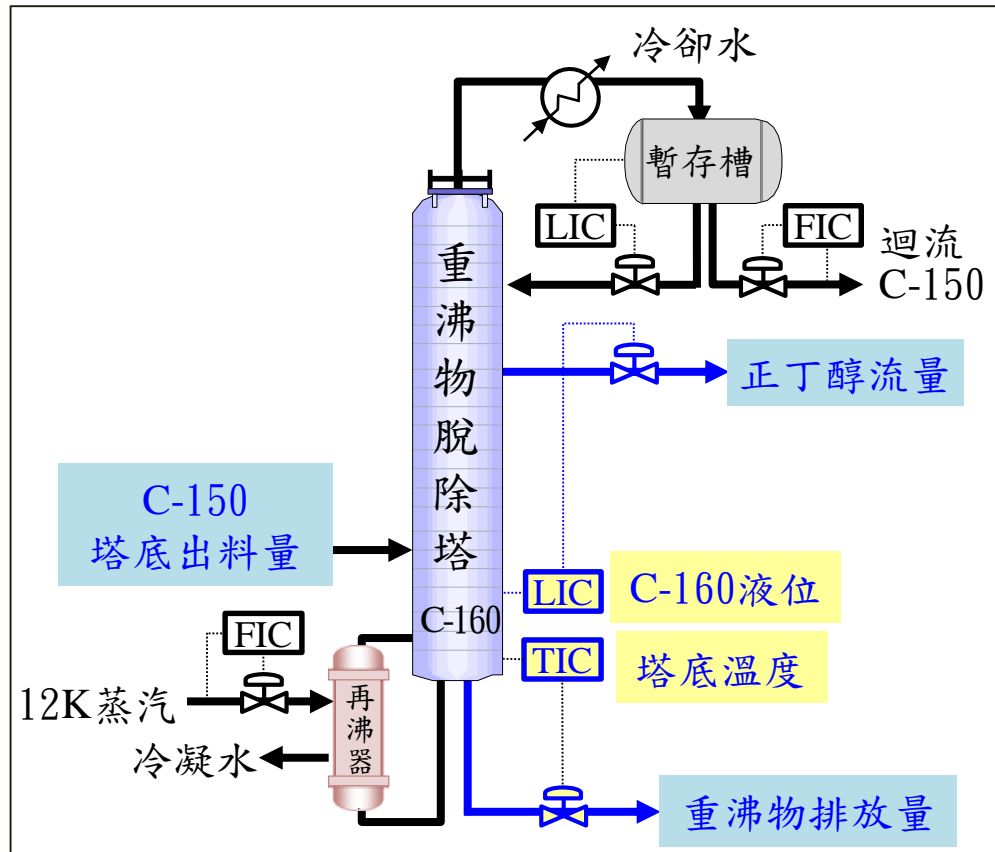 冷卻水
暫存槽
LIC
FIC
迴流
C-150
重沸物脫除塔
正丁醇流量
C-150
塔底出料量
LIC
C-160液位
C-160
FIC
TIC
塔底溫度
12K蒸汽
再沸器
冷凝水
重沸物排放量